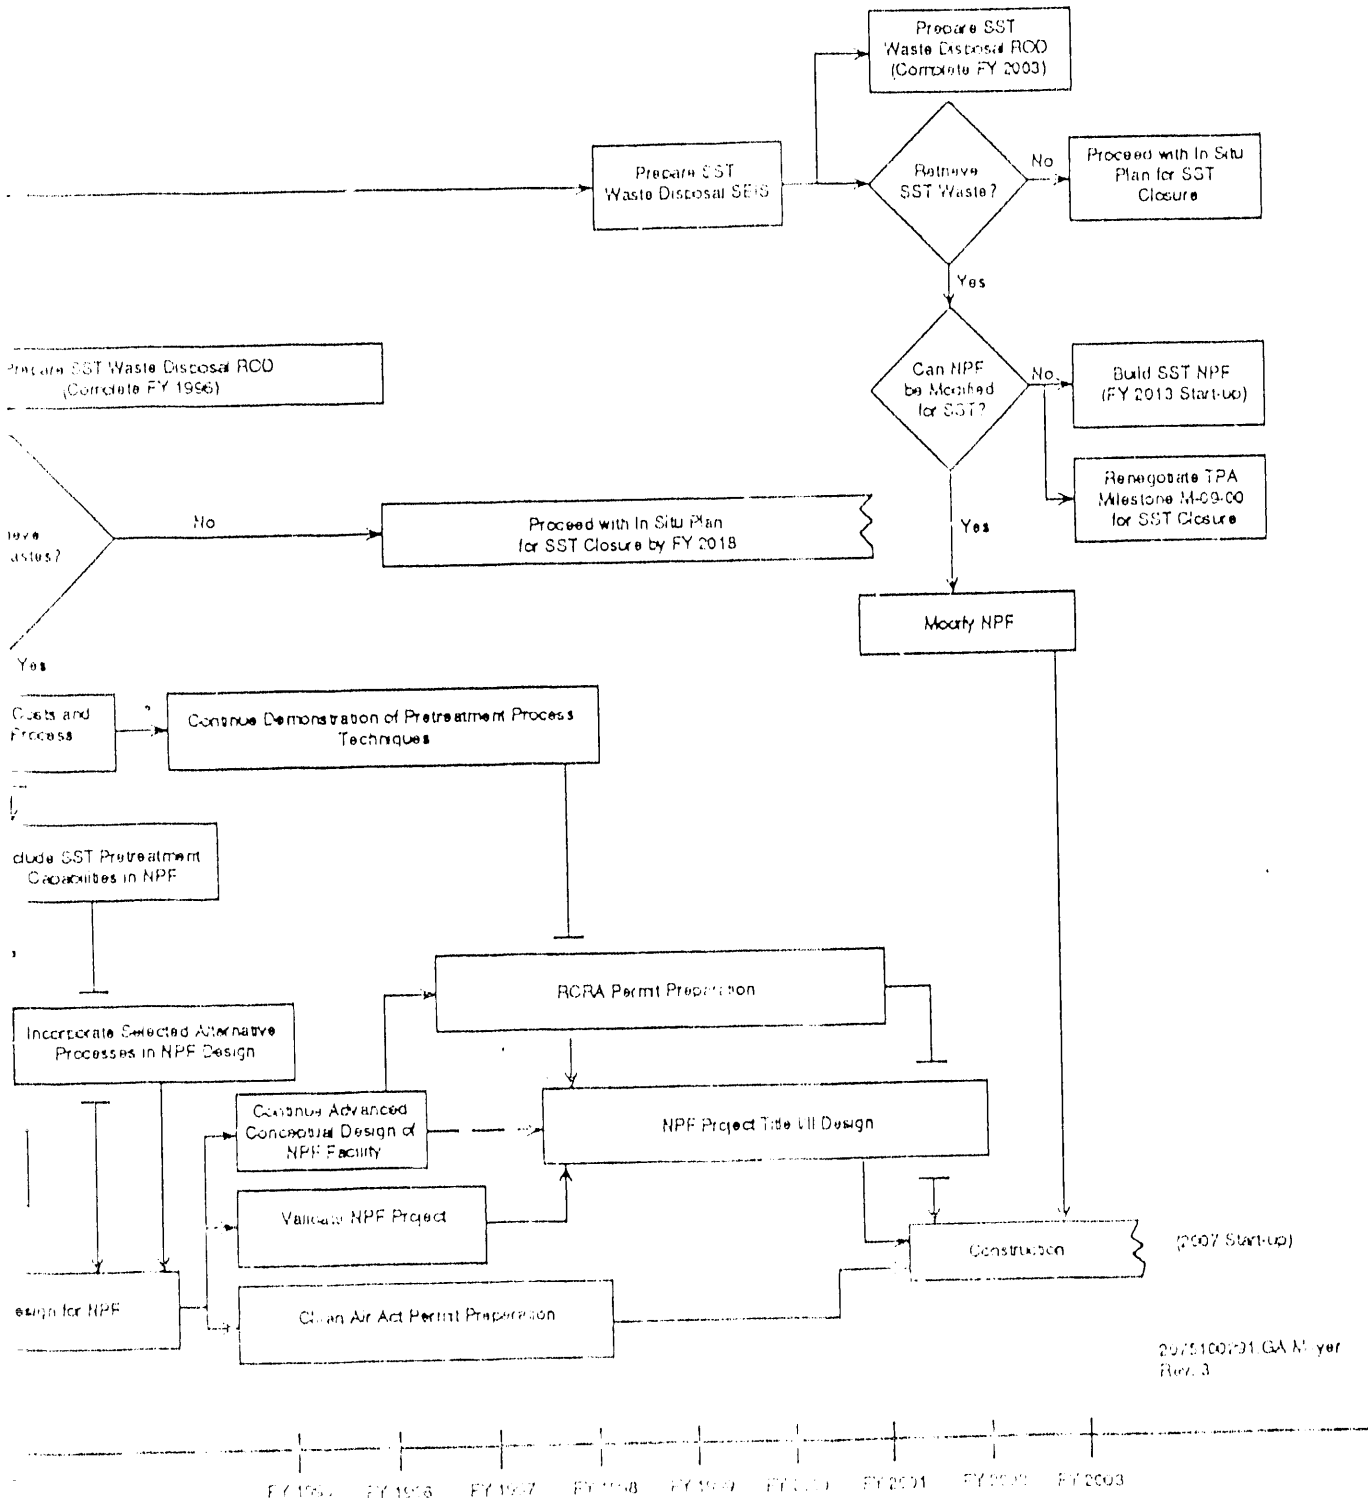 Prepare SST
Waste Disposal ROD
(Complete FY 2003)
Prepare SST
Waste Disposal SEIS
Retrieve
SST Waste?
No
Proceed with In Situ
Plan for SST
Closure
Yes
Prepare SST Waste Disposal ROD
(Complete FY 1996)
Can NPF
be Modified
for SST?
No
Build SST NPF
(FY 2013 Start-up)
Renegotiate TPA
Milestone M-09-00
for SST Closure
ieve
astes?
No
Proceed with In Situ Plan
for SST Closure by FY 2018
Yes
Modify NPF
Yes
Costs and
Process
Continue Demonstration of Pretreatment Process
Techniques
clude SST Pretreatment
Capabilities in NPF
RCRA Permit Preparation
Incorporate Selected Alternative
Processes in NPF Design
Continue Advanced
Conceptual Design of
NPF Facility
NPF Project Title I/II Design
Validate NPF Project
Construction
(2007 Start-up)
esign for NPF
Clean Air Act Permit Preparation
Rev. 3
FY 1996 FY 1997 FY 2001 FY 2003